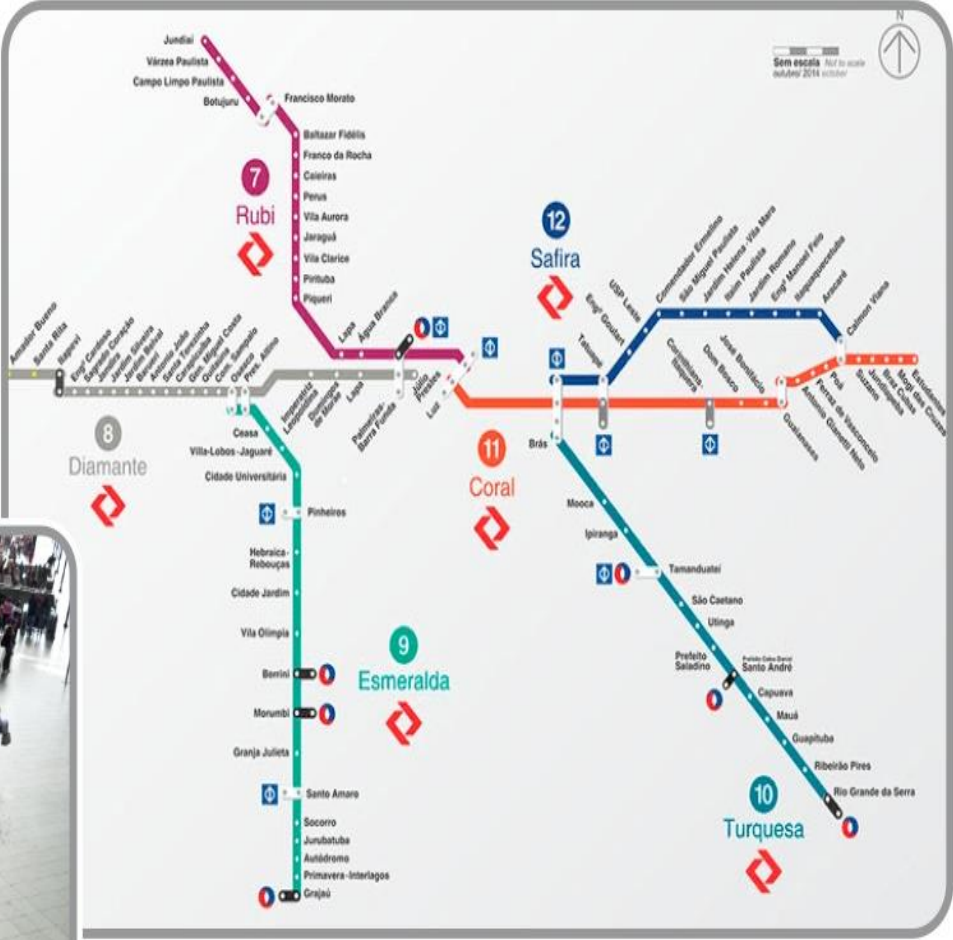 N
Sem escala Not to scale
outubro/ 2014 october
Jundiaí
Várzea Paulista
Campo Limpo Paulista
Botujuru
Francisco Morato
Baltazar Fidélis
Franco da Rocha
Caieiras
Perus
Vila Aurora
Jaraguá
Vila Clarice
Pirituba
Piqueri
7
Rubi
Lapa
Água Branca
12
Safira
Engº Goulart
USP Leste
Comendador Ermelino
São Miguel Paulista
Jardim Helena-Vila Mara
Itaim Paulista
Jardim Romano
Engº Manoel Feio
Itaquaquecetuba
Aracaré
Calmon Viana
Tatuapé
Corinthians-
Itaquera
Dom Bosco
José Bonifácio
Guaianases
Antonio Gianetti Neto
Ferraz de Vasconcelo
Poá
Suzano
Jundiapeba
Braz Cubas
Mogi das Cruzes
Estudantes
Amador Bueno
Santa Rita
Itapevi
Engº Cardoso
Sagrado Coração
Jandira
Jardim Silveira
Jardim Belval
Antonio João
Santa Terezinha
Carapicuíba
Gen. Miguel Costa
Quitaúna
Com. Sampaio
Osasco
Pres. Altino
Imperatriz
Leopoldina
Domingos
de Morae
Lapa
Palmeiras-
Barra Funda
Júlio
Prestes
Luz
Brás
8
Diamante
11
Coral
Ceasa
Villa-Lobos-Jaguaré
Cidade Universitária
Pinheiros
Hebraica-
Rebouças
Cidade Jardim
Vila Olímpia
Berrini
Morumbi
Granja Julieta
Santo Amaro
Socorro
Jurubatuba
Autódromo
Primavera-Interlagos
Grajaú
9
Esmeralda
Mooca
Ipiranga
Tamanduateí
São Caetano
Utinga
Prefeito
Saladino
Prefeito Celso Daniel
Santo André
Capuava
Mauá
Guapituba
Ribeirão Pires
Rio Grande da Serra
10
Turquesa